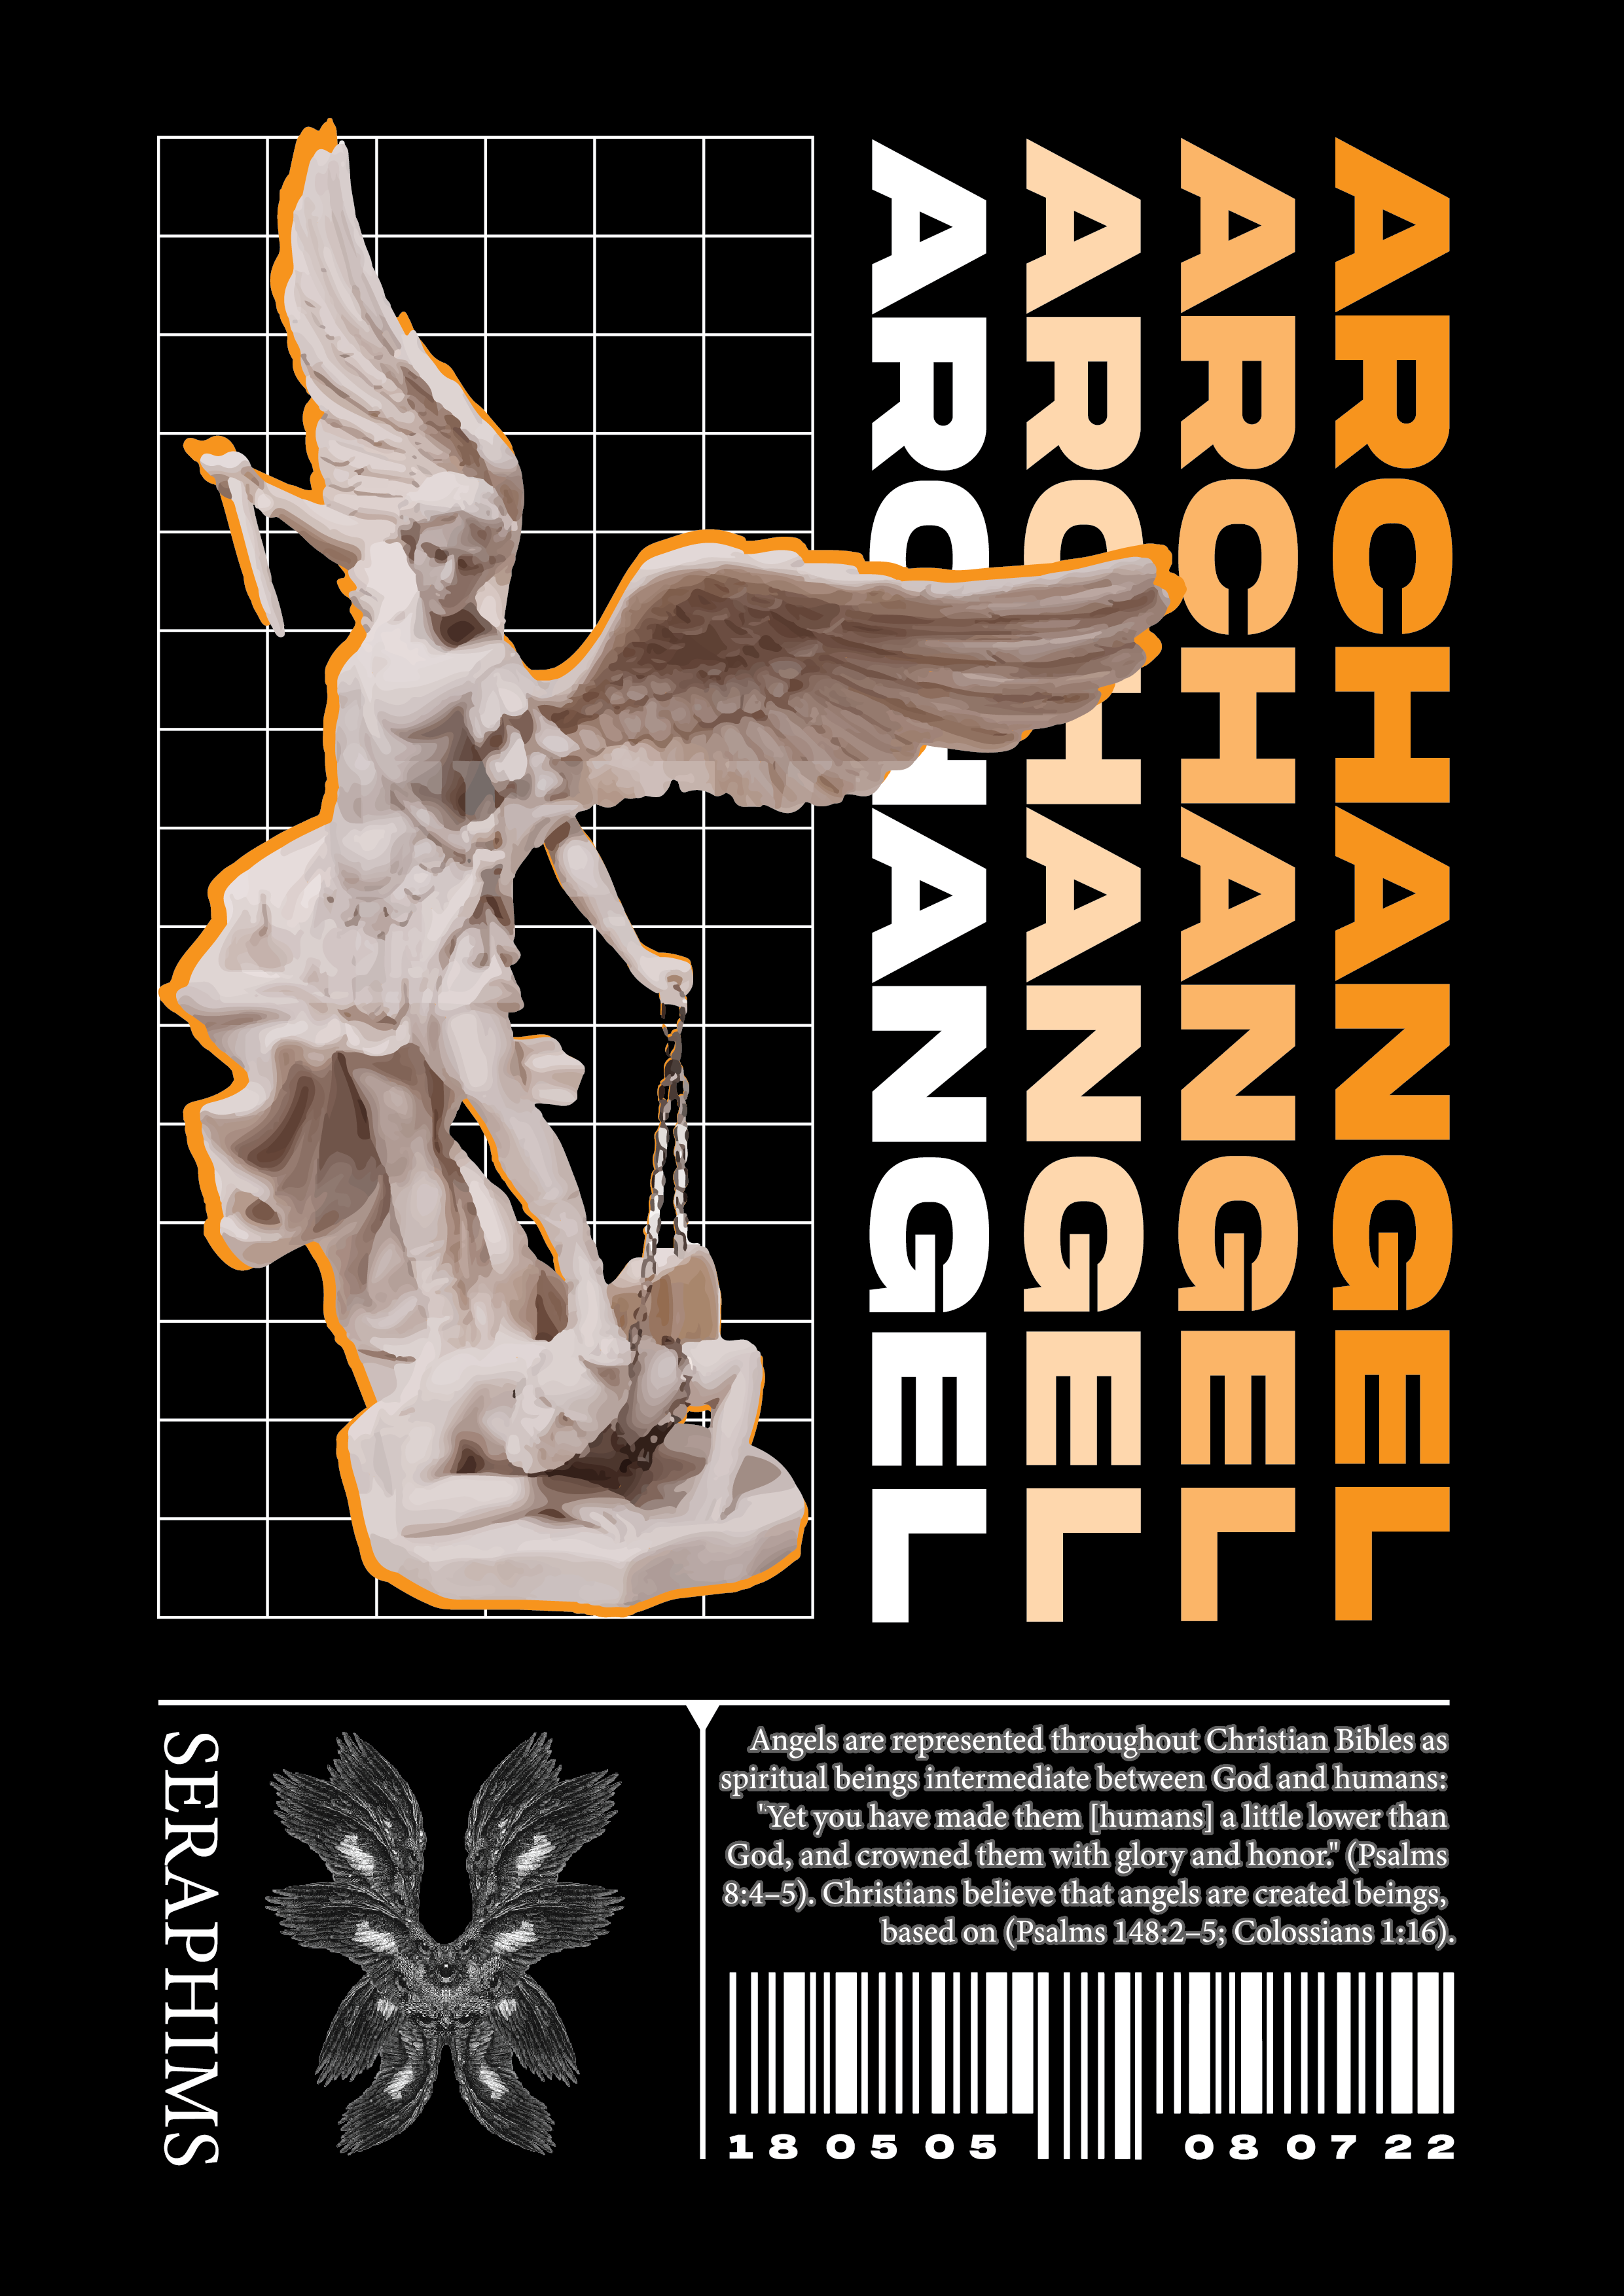 ARCHANGEL
ARCHANGEL
ARCHANGEL
ARCHANGEL
SERAPHIMS
Angels are represented throughout Christian Bibles as
spiritual beings intermediate between God and humans:
"Yet you have made them [humans] a little lower than
God, and crowned them with glory and honor." (Psalms
8:4–5). Christians believe that angels are created beings,
based on (Psalms 148:2–5; Colossians 1:16).
18 05 05 08 07 22